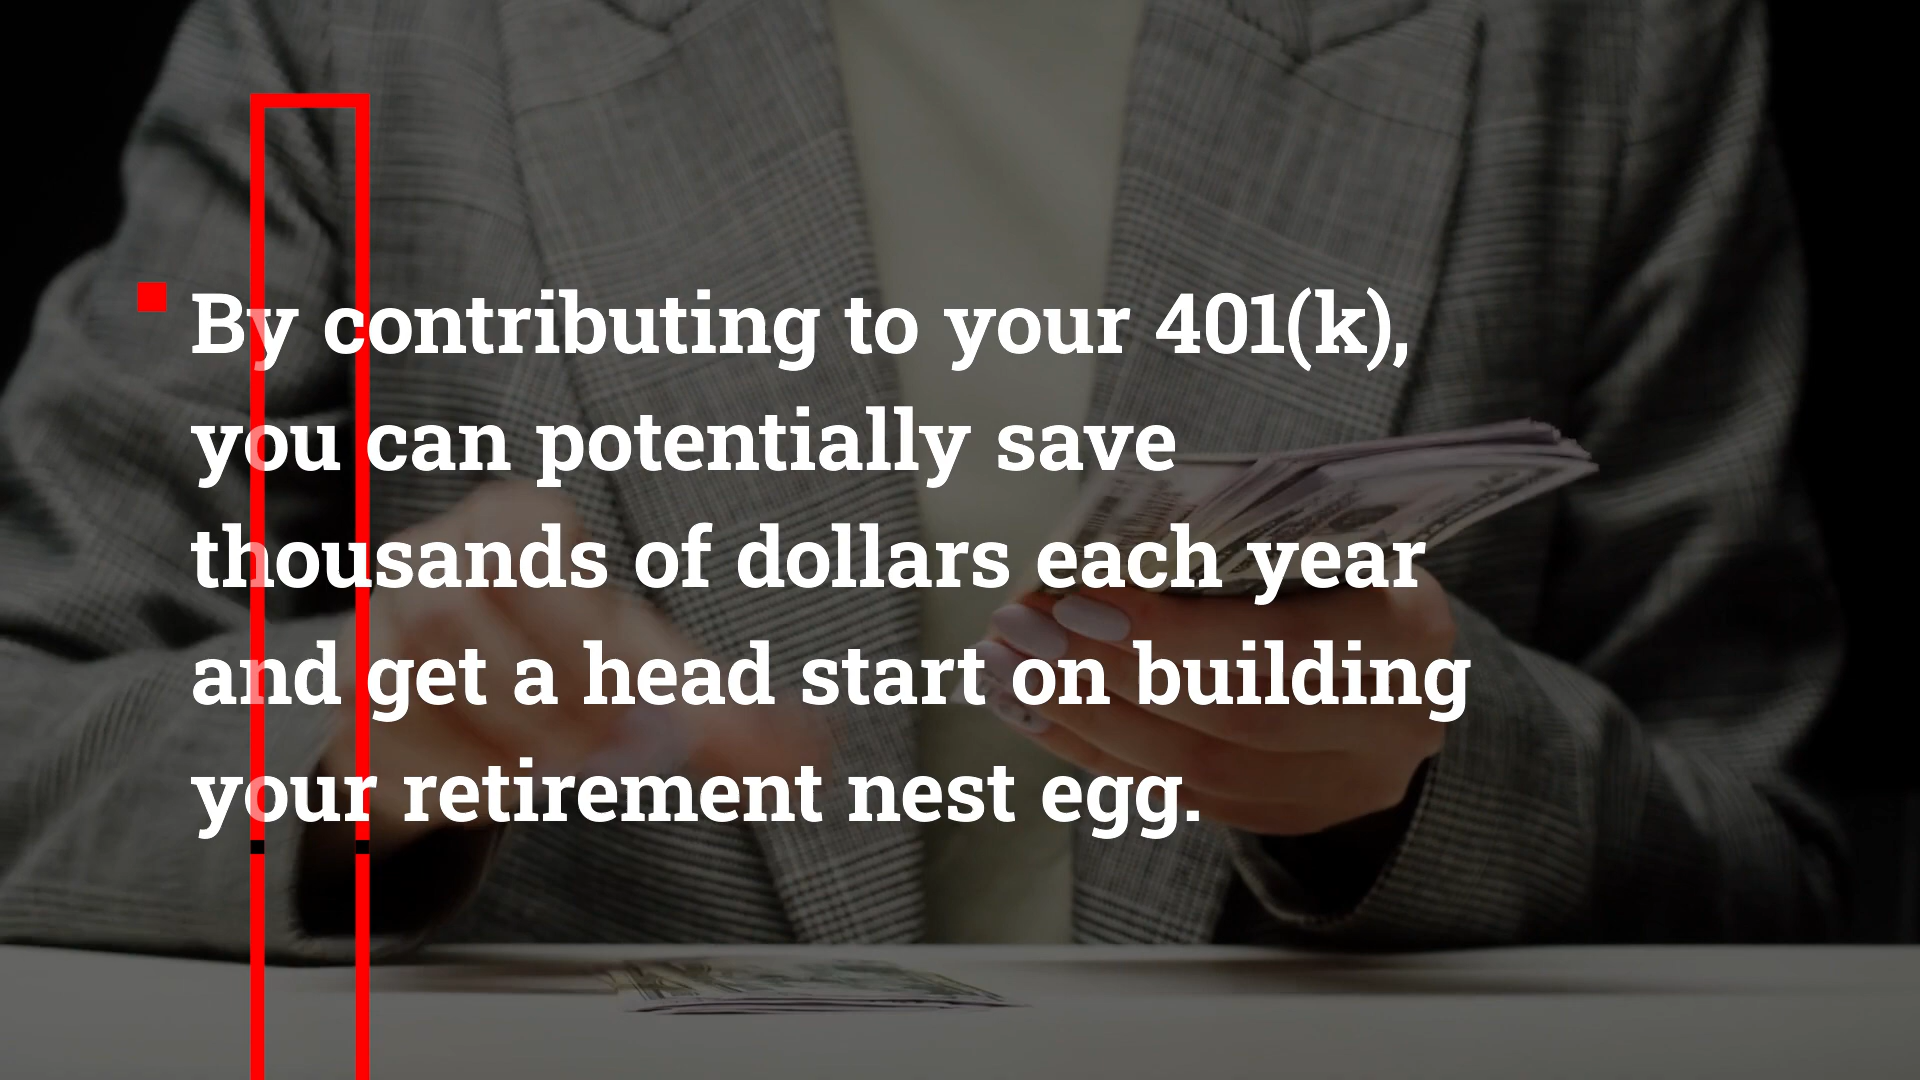 By contributing to your 401(k),
you can potentially save
thousands of dollars each year
and get a head start on building
your retirement nest egg.